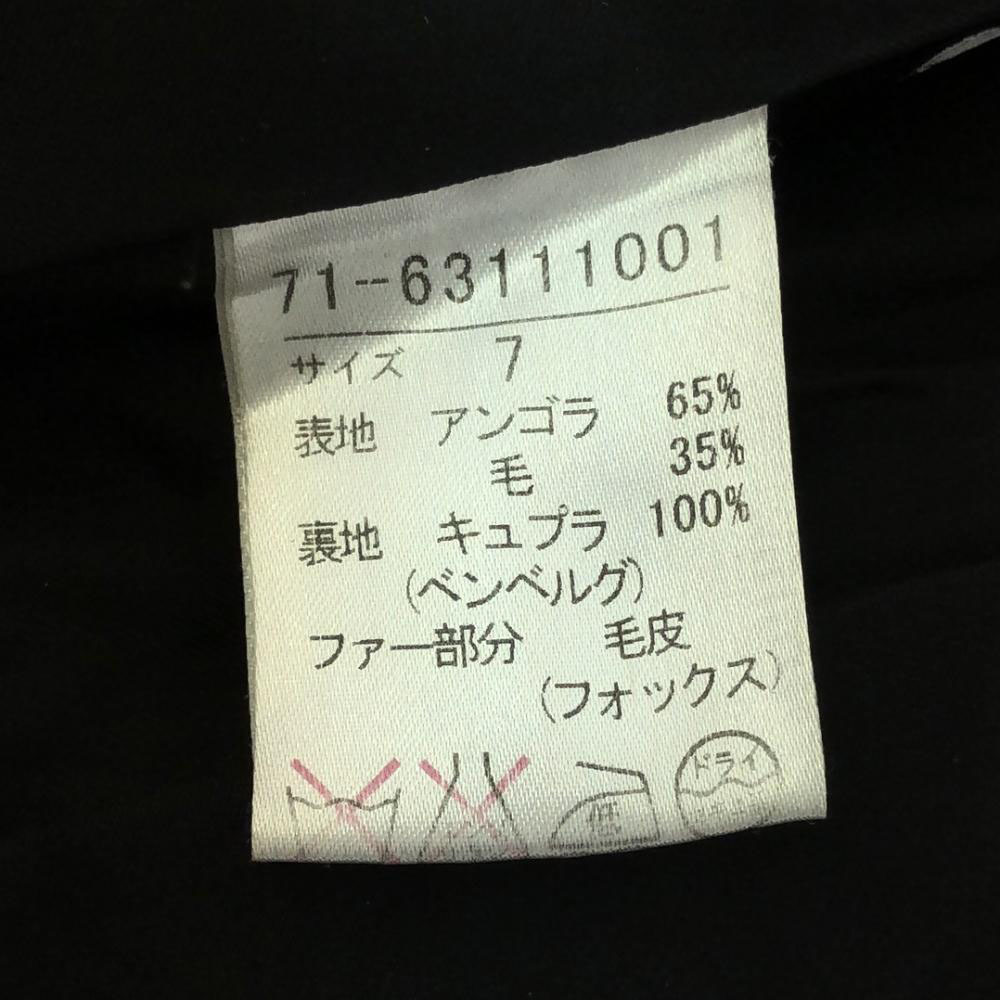 71--63111001
サイズ 7
表地 アンゴラ 65%
毛 35%
裏地 キュプラ 100%
(ベンベルグ)
ファー部分 毛皮
(フォックス)
低 ドライ